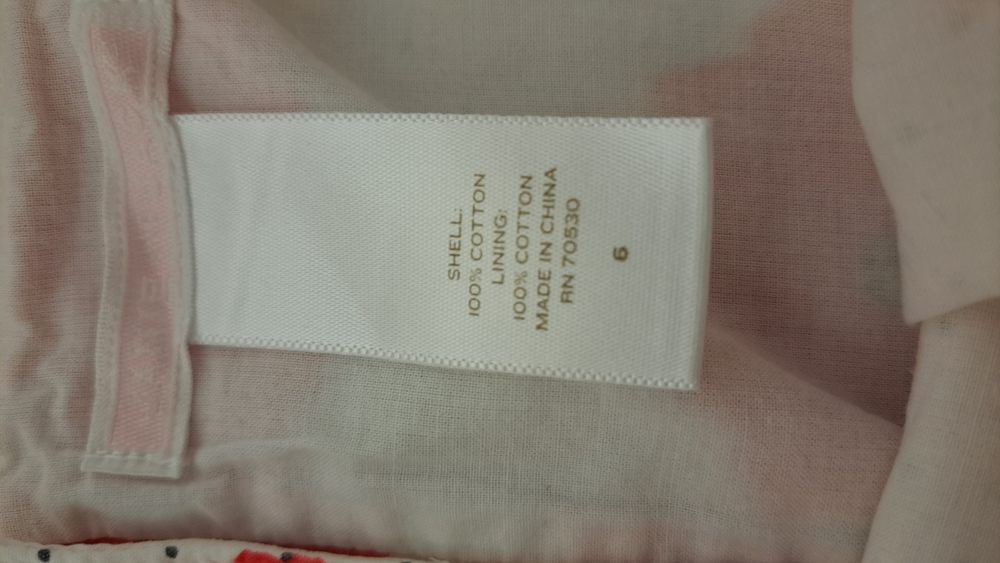 SHELL:
100% COTTON
LINING:
100% COTTON
MADE IN CHINA
RN 70530
6